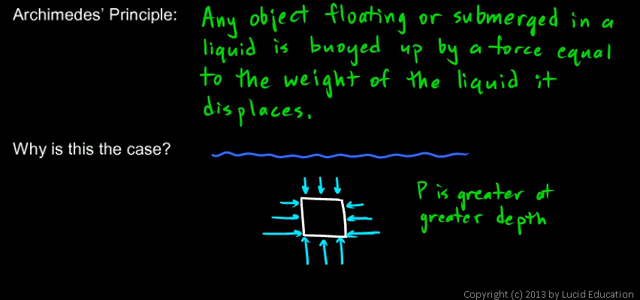 Archimedes' Principle:
Any object floating or submerged in a
liquid is buoyed up by a force equal
to the weight of the liquid it
displaces.
Why is this the case?
P is greater at
greater depth
Copyright (c) 2013 by Lucid Education